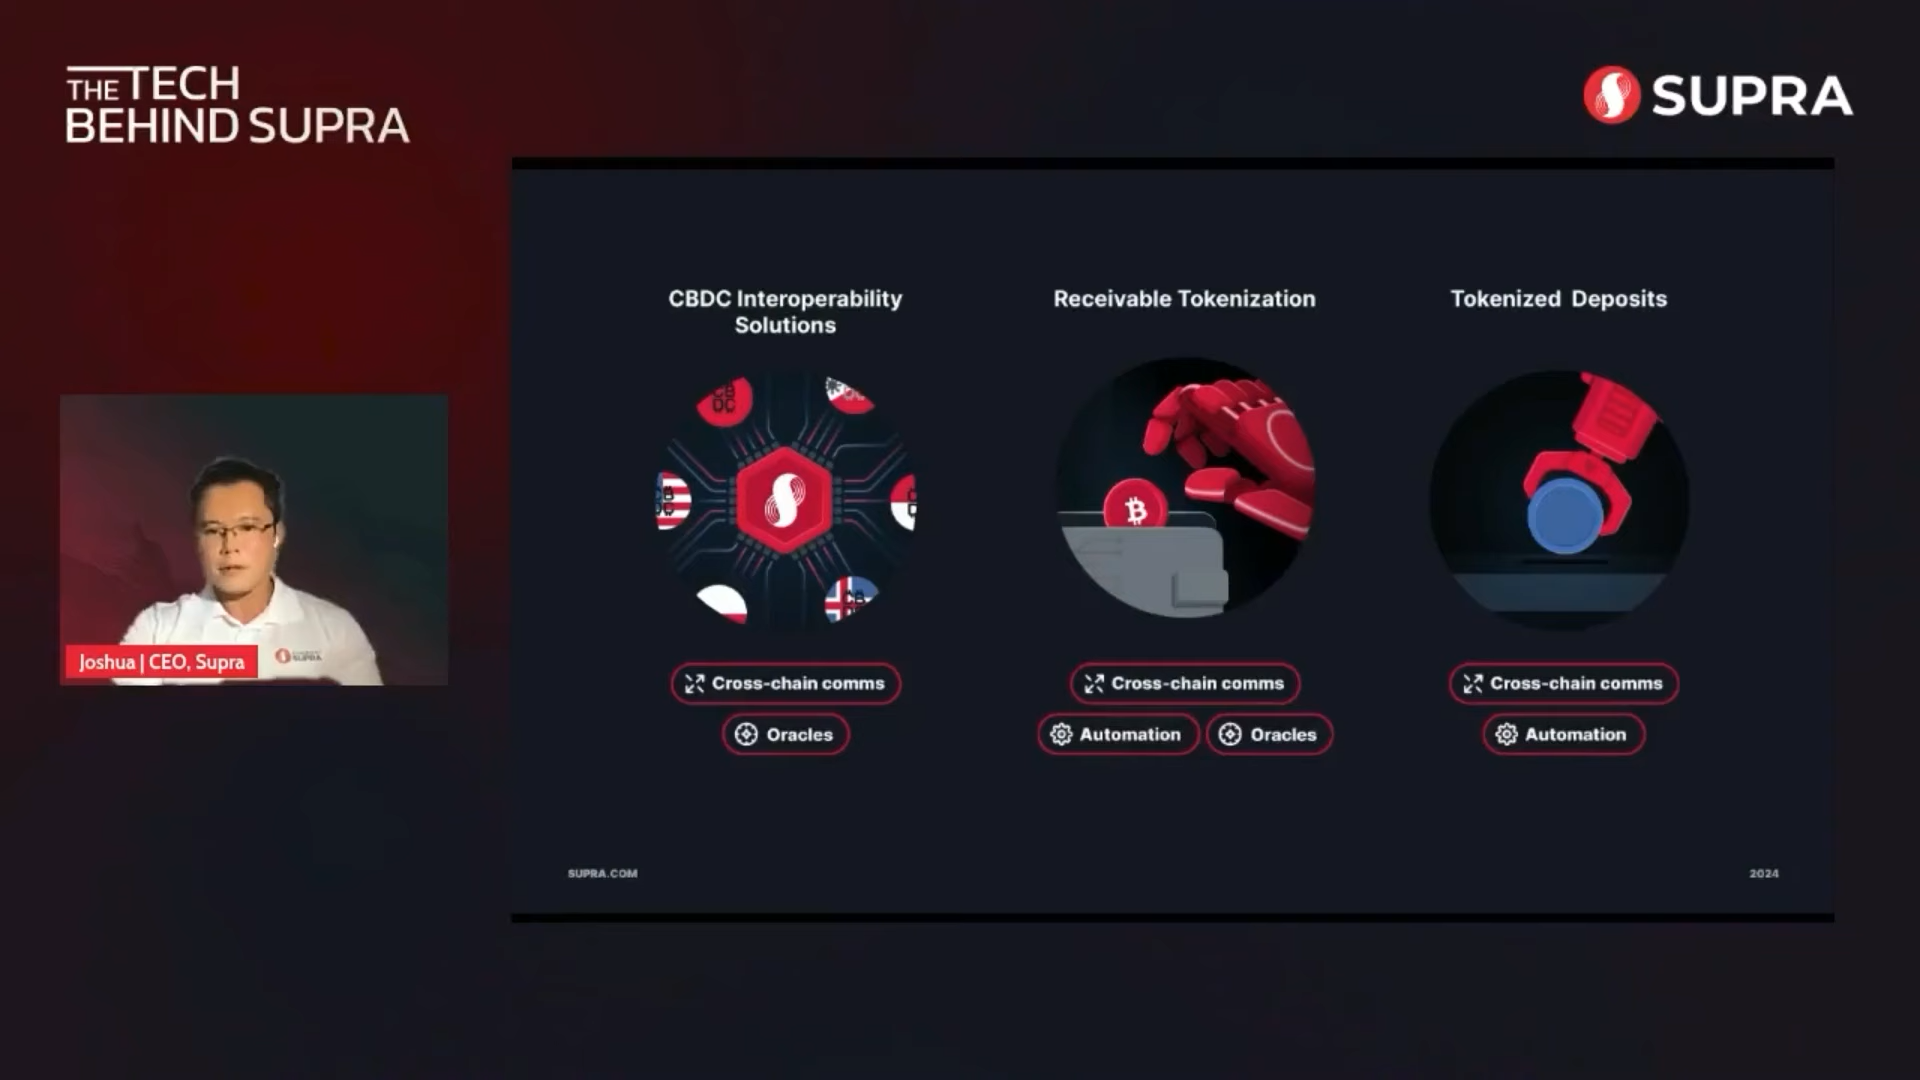 THE TECH
BEHIND SUPRA
SUPRA
CBDC Interoperability
Solutions
Receivable Tokenization
Tokenized Deposits
Cross-chain comms
Oracles
Cross-chain comms
Automation
Oracles
Cross-chain comms
Automation
Joshua | CEO, Supra
SUPRA
SUPRA.COM
2024